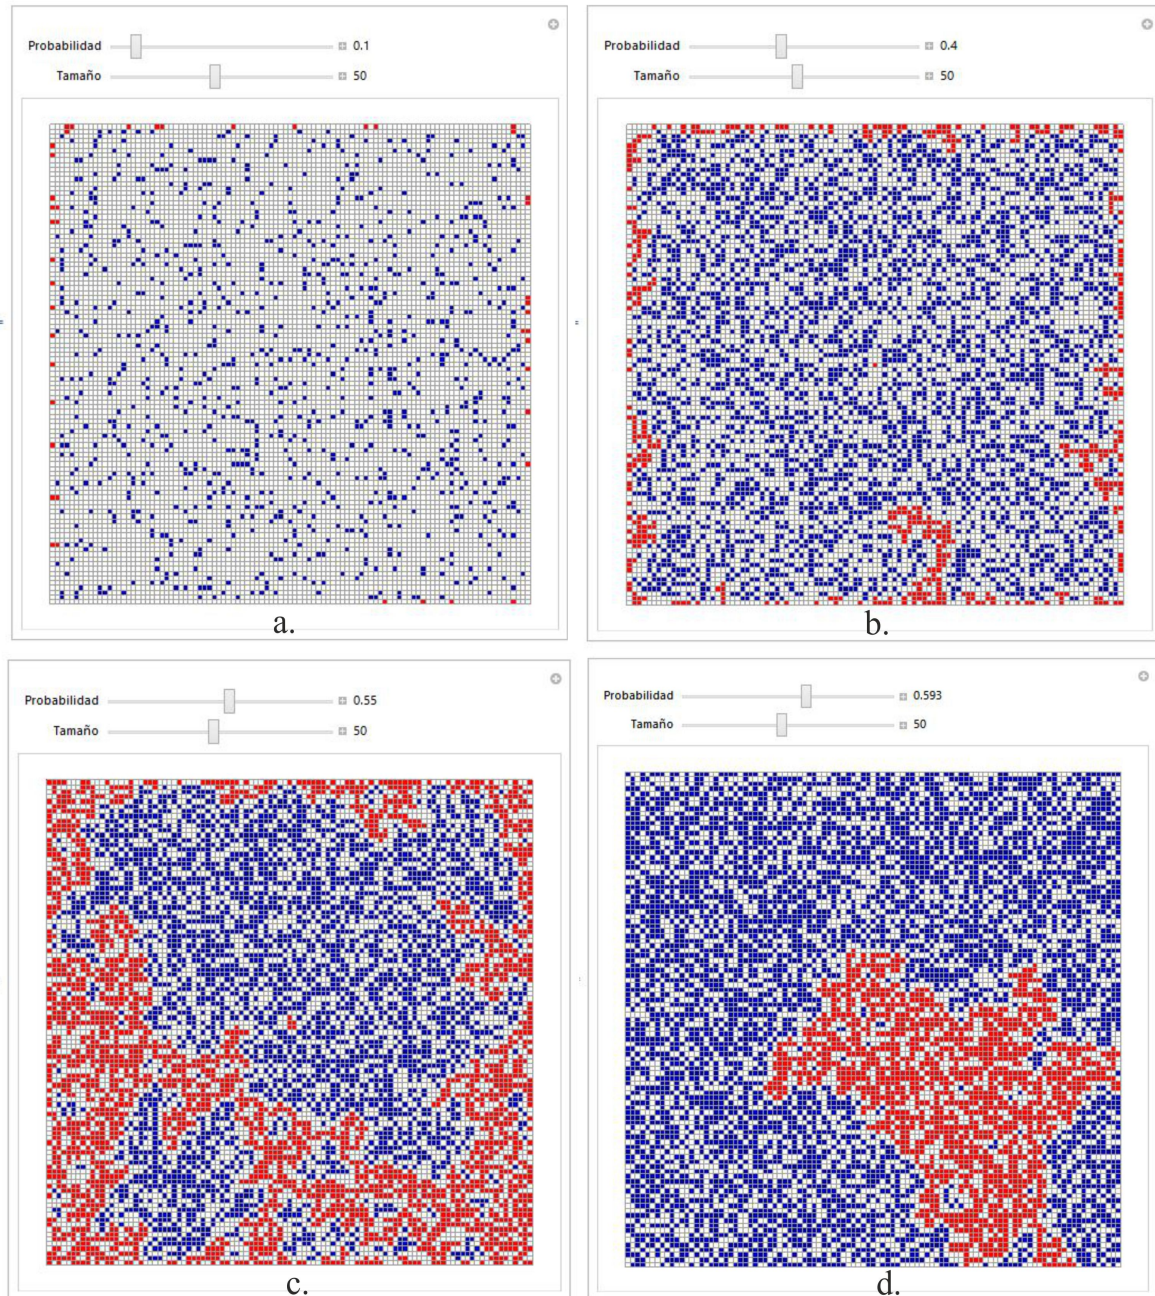 Probabilidad 0.1
Tamaño 50
a.
Probabilidad 0.4
Tamaño 50
b.
Probabilidad 0.55
Tamaño 50
c.
Probabilidad 0.593
Tamaño 50
d.